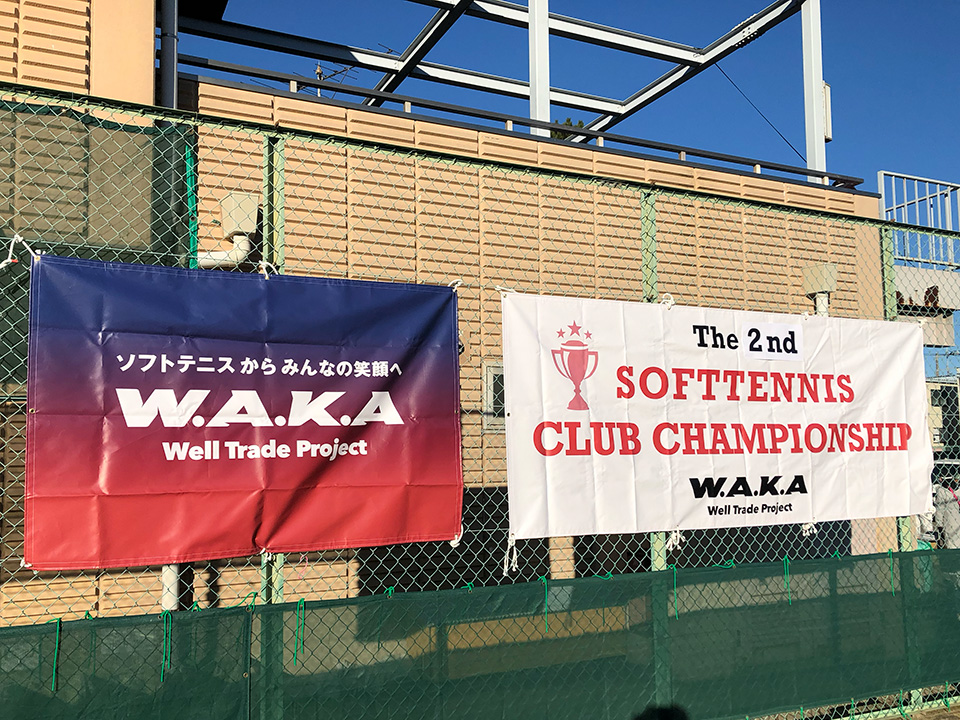 ソフトテニス から みんなの笑顔へ
W.A.K.A
Well Trade Project
The 2nd
SOFTTENNIS
CLUB CHAMPIONSHIP
W.A.K.A
Well Trade Project